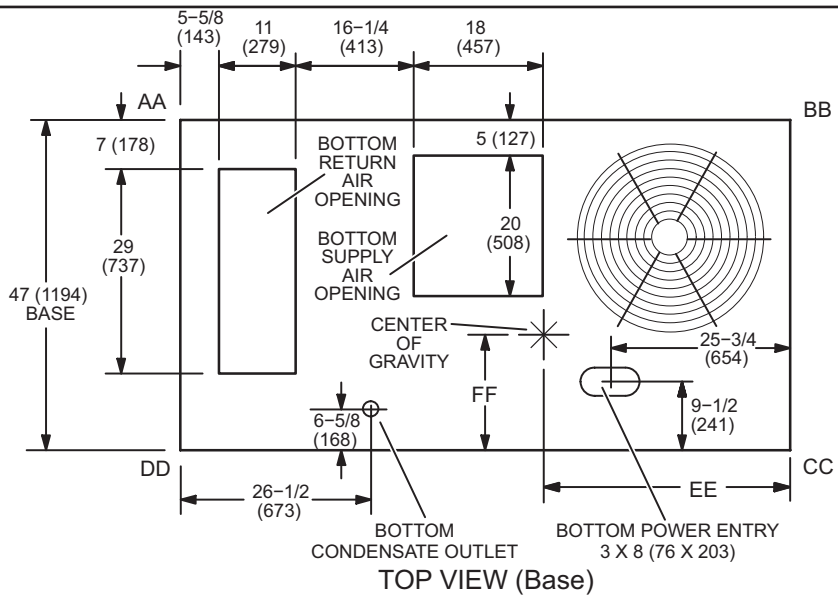 5−5/8
(143)
11
(279)
16−1/4
(413)
18
(457)
AA
BB
7 (178)
BOTTOM
RETURN
AIR
OPENING
5 (127)
29
(737)
BOTTOM
SUPPLY
AIR
OPENING
20
(508)
47 (1194)
BASE
CENTER
OF
GRAVITY
25−3/4
(654)
FF
6−5/8
(168)
9−1/2
(241)
DD
CC
26−1/2
(673)
EE
BOTTOM
CONDENSATE OUTLET
BOTTOM POWER ENTRY
3 X 8 (76 X 203)
TOP VIEW (Base)